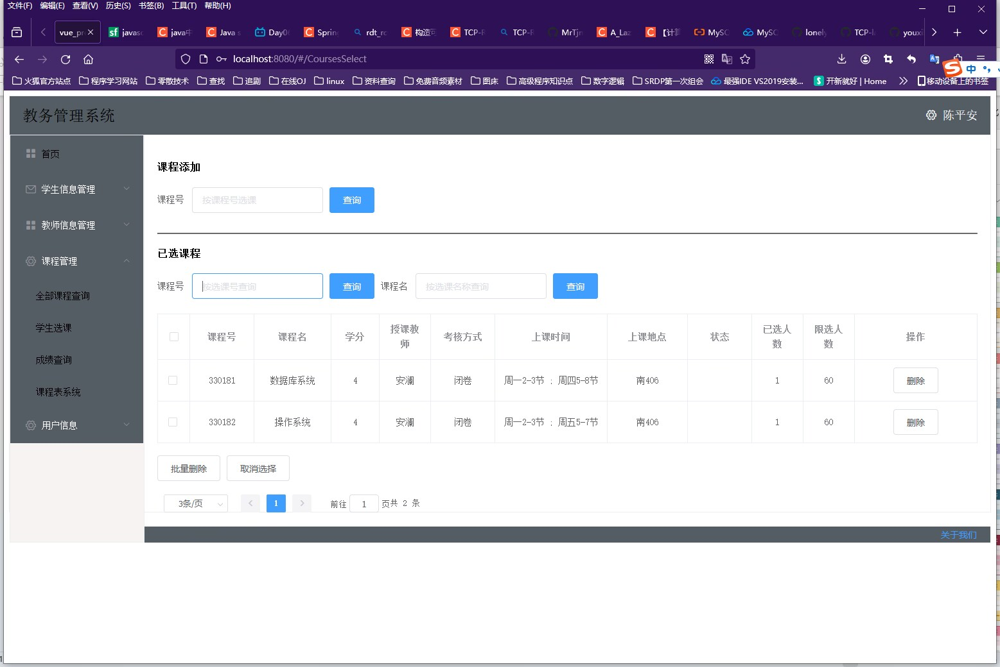 文件(F) 编辑(E) 查看(V) 历史(S) 书签(B) 工具(T) 帮助(H)
vue_pr javasc java中 Java s Day0 Spring rdt_rd 构造可 TCP-R TCP-R MrTjn A_Laz 【计算 MySQ MySQ lonely TCP-la youxi
localhost:8080/#/CoursesSelect
中
火狐官方站点 程序学习网站 零散技术 查找 追剧 在线OJ linux 资料查询 免费音频素材 图床 高级程序知识点 数字逻辑 SRDP第一次组会 最强IDE VS2019安装... 开新就好 | Home 移动设备上的书签
教务管理系统 陈平安
首页
学生信息管理
教师信息管理
课程管理
全部课程查询
学生选课
成绩查询
课程表系统
用户信息
课程添加
课程号 按课程号选课 查询
已选课程
课程号 按选课号查询 查询 课程名 按选课名称查询 查询
课程号 课程名 学分 授课教师 考核方式 上课时间 上课地点 状态 已选人数 限选人数 操作
330181 数据库系统 4 安澜 闭卷 周一2-3节 ; 周四5-8节 南406 1 60 删除
330182 操作系统 4 安澜 闭卷 周一2-3节 ; 周五5-7节 南406 1 60 删除
批量删除 取消选择
3条/页 1 前往 1 页共 2 条
关于我们